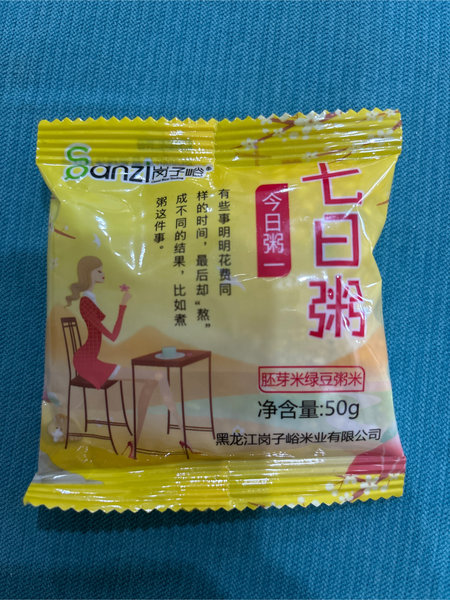 Ganzi岗子峪®
七日粥
今日粥一
有些事明明花费同
样的时间，最后却“熬”
成不同的结果，比如煮
粥这件事。
胚芽米绿豆粥米
净含量:50g
黑龙江岗子峪米业有限公司